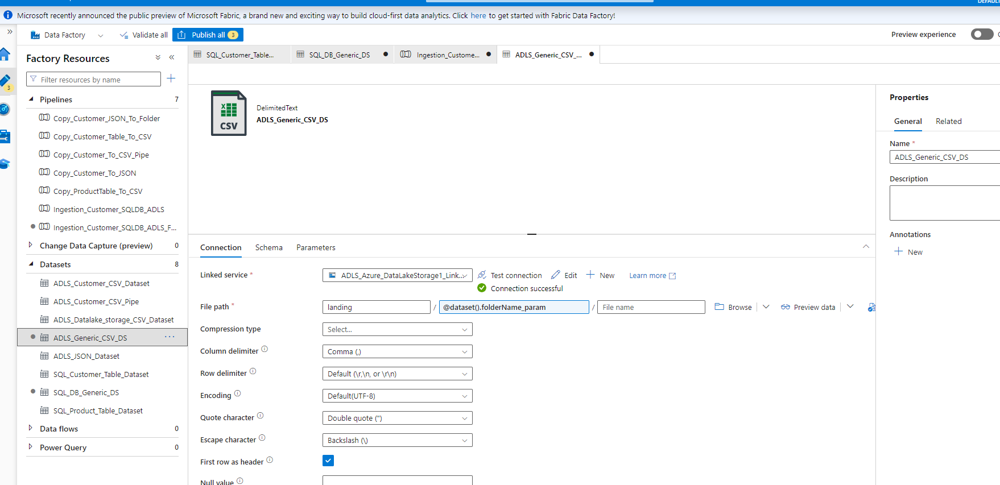 Microsoft recently announced the public preview of Microsoft Fabric, a brand new and exciting way to build cloud-first data analytics. Click here to get started with Fabric Data Factory!
Data Factory
Validate all
Publish all 3
Preview experience
3
Factory Resources
Filter resources by name
Pipelines 7
Copy_Customer_JSON_To_Folder
Copy_Customer_Table_To_CSV
Copy_Customer_To_CSV_Pipe
Copy_Customer_To_JSON
Copy_ProductTable_To_CSV
Ingestion_Customer_SQLDB_ADLS
Ingestion_Customer_SQLDB_ADLS_F...
Change Data Capture (preview) 0
Datasets 8
ADLS_Customer_CSV_Dataset
ADLS_Customer_CSV_Pipe
ADLS_Datalake_storage_CSV_Dataset
ADLS_Generic_CSV_DS ...
ADLS_JSON_Dataset
SQL_Customer_Table_Dataset
SQL_DB_Generic_DS
SQL_Product_Table_Dataset
Data flows 0
Power Query 0
SQL_Customer_Table...
SQL_DB_Generic_DS
Ingestion_Custome...
ADLS_Generic_CSV_...
CSV
DelimitedText
ADLS_Generic_CSV_DS
Connection
Schema
Parameters
Linked service *
ADLS_Azure_DataLakeStorage1_Link...
Test connection
Edit
New
Learn more
Connection successful
File path *
landing / @dataset().folderName_param / File name
Browse
Preview data
Compression type
Select...
Column delimiter
Comma (,)
Row delimiter
Default (\r,\n, or \r\n)
Encoding
Default(UTF-8)
Quote character
Double quote (")
Escape character
Backslash (\)
First row as header
Null value
Properties
General
Related
Name *
ADLS_Generic_CSV_DS
Description
Annotations
New